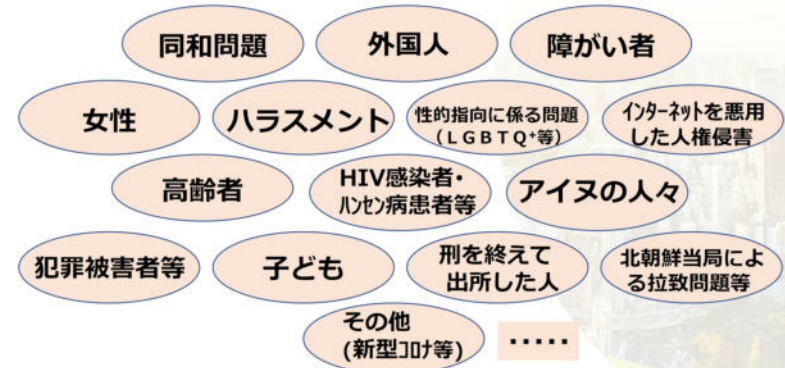 同和問題
外国人
障がい者
女性
ハラスメント
性的指向に係る問題
(ＬＧＢＴＱ⁺等)
ｲﾝﾀｰﾈｯﾄを悪用
した人権侵害
高齢者
HIV感染者・
ﾊﾝｾﾝ病患者等
アイヌの人々
犯罪被害者等
子ども
刑を終えて
出所した人
北朝鮮当局によ
る拉致問題等
その他
(新型ｺﾛﾅ等)
・・・・・